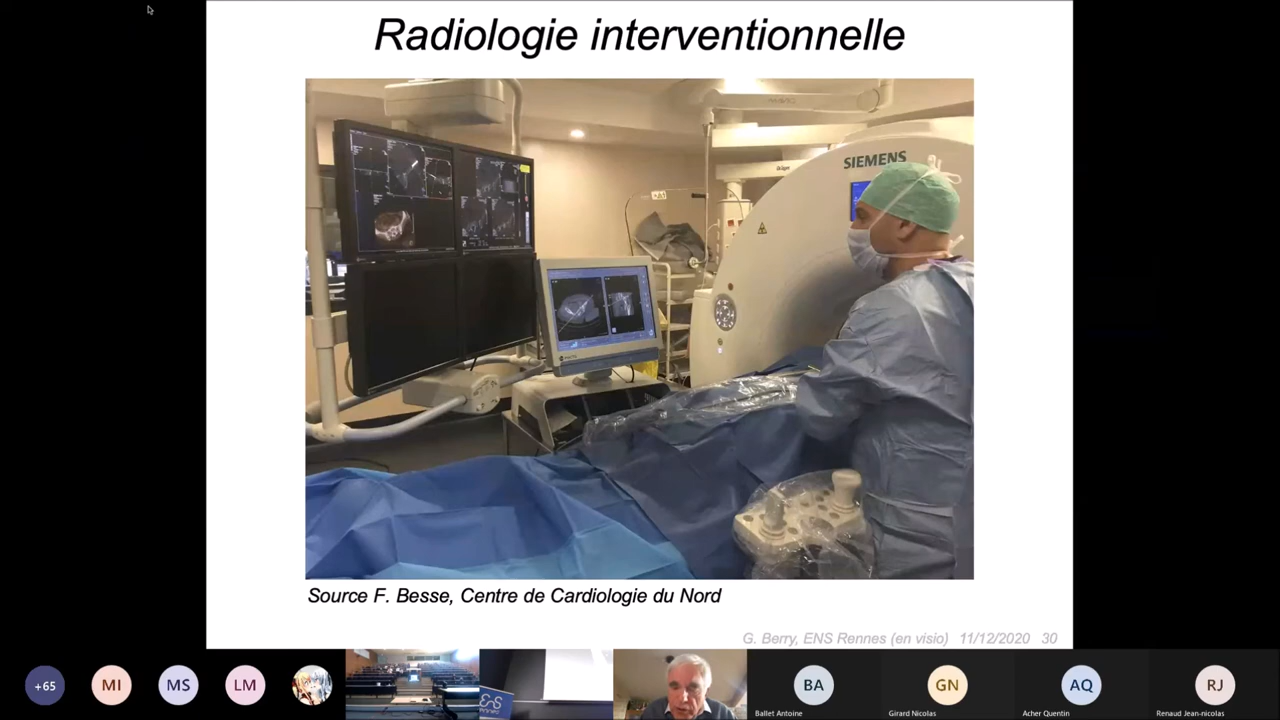 Radiologie interventionnelle
SIEMENS
Source F. Besse, Centre de Cardiologie du Nord
G. Berry, ENS Rennes (en visio) 11/12/2020 30
+65
MI
MS
LM
BA
GN
AQ
RJ
Ballet Antoine
Girard Nicolas
Acher Quentin
Renaud Jean-nicolas